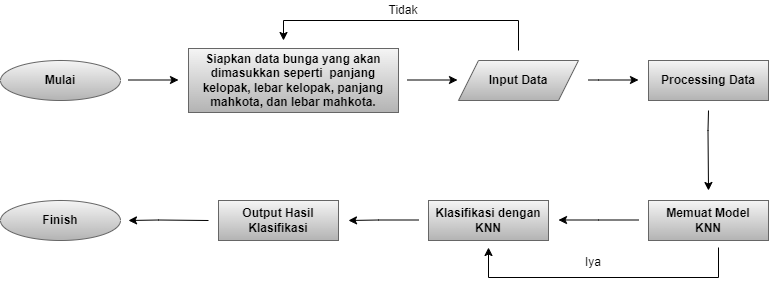 Tidak
Mulai
Siapkan data bunga yang akan
dimasukkan seperti panjang
kelopak, lebar kelopak, panjang
mahkota, dan lebar mahkota.
Input Data
Processing Data
Finish
Output Hasil
Klasifikasi
Klasifikasi dengan
KNN
Memuat Model
KNN
Iya